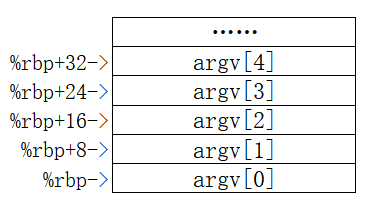 ……
%rbp+32-> argv[4]
%rbp+24-> argv[3]
%rbp+16-> argv[2]
%rbp+8-> argv[1]
%rbp-> argv[0]